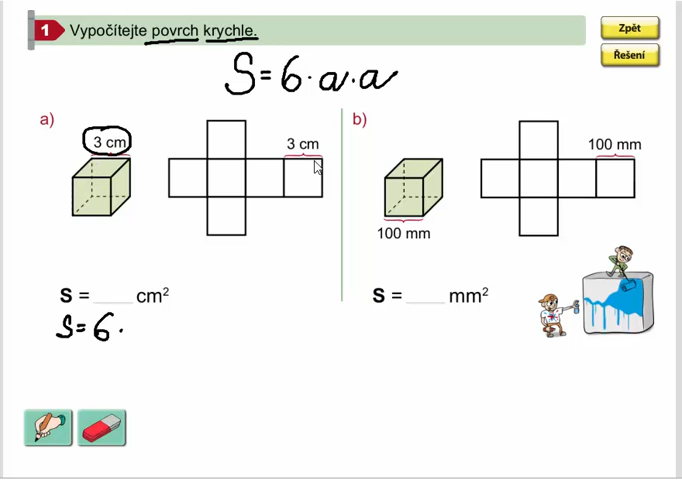 1 Vypočítejte povrch krychle.
Zpět
Řešení
S = 6 · a · a
a)
3 cm
3 cm
b)
100 mm
100 mm
S = ____ cm²
S = ____ mm²
S = 6 ·